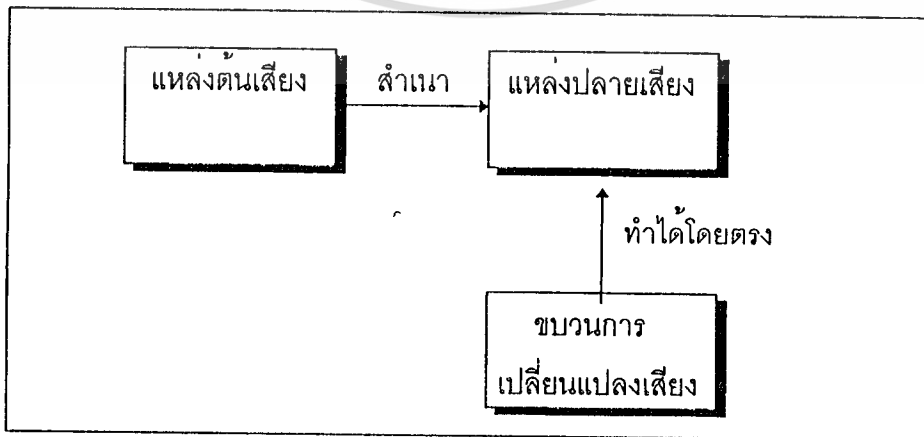 แหล่งต้นเสียง
สำเนา
แหล่งปลายเสียง
ทำได้โดยตรง
ขบวนการ
เปลี่ยนแปลงเสียง